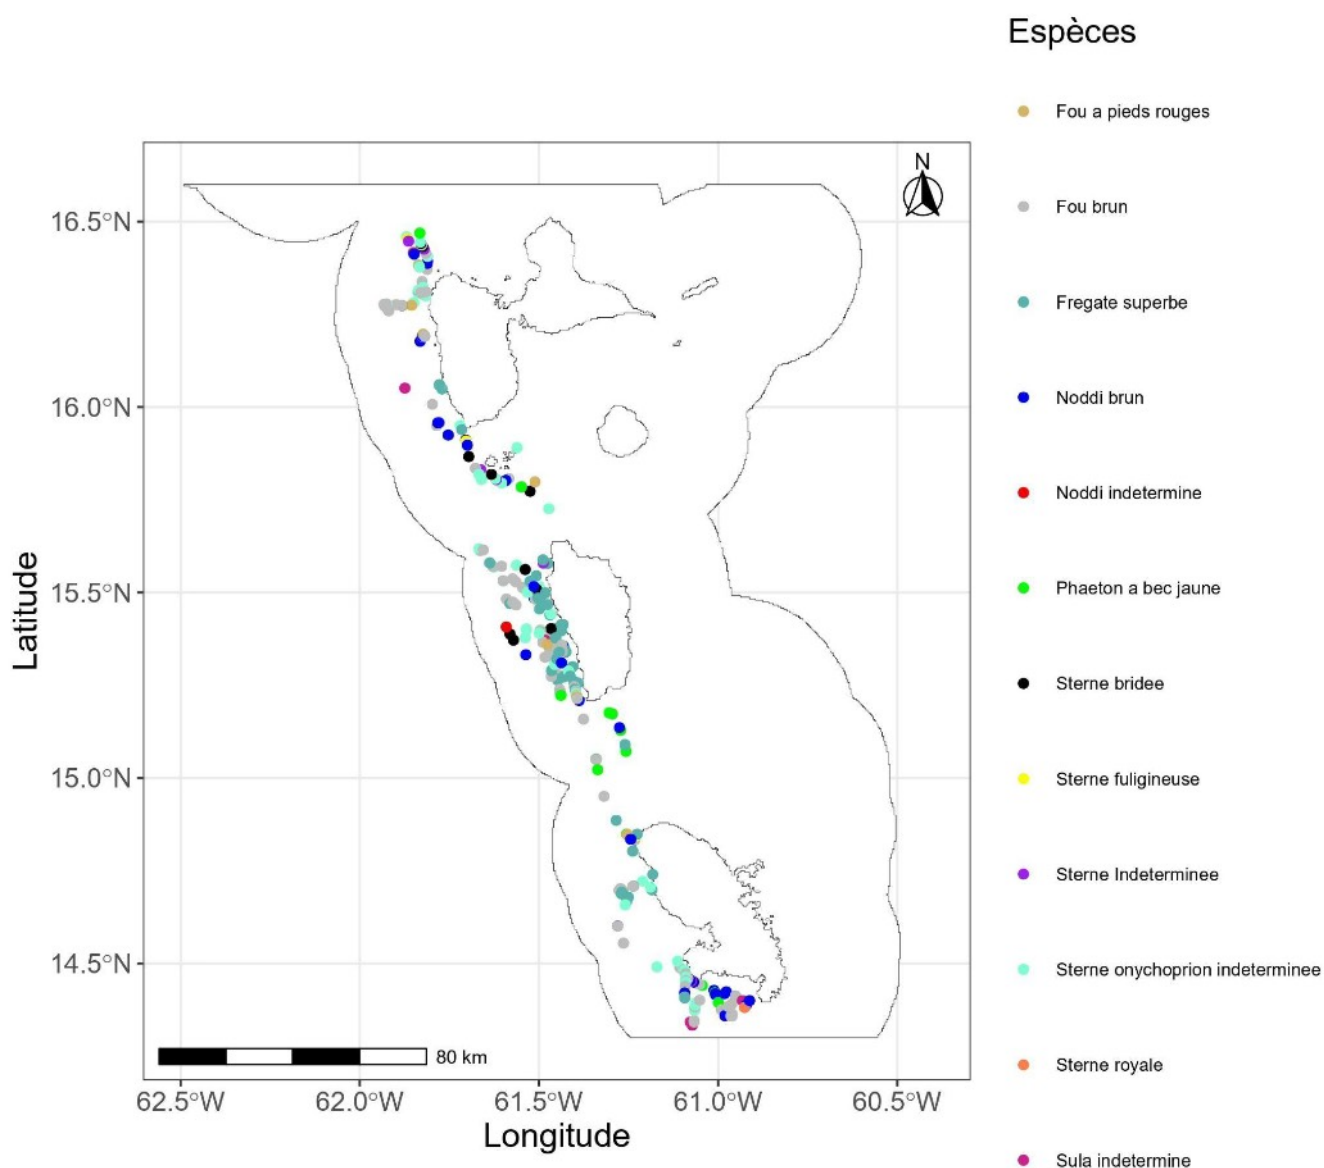 Espèces
Fou a pieds rouges
Fou brun
Fregate superbe
Noddi brun
Noddi indetermine
Phaeton a bec jaune
Sterne bridee
Sterne fuligineuse
Sterne Indeterminee
Sterne onychoprion indeterminee
Sterne royale
Sula indetermine
N
16.5°N
16.0°N
15.5°N
15.0°N
14.5°N
Latitude
80 km
62.5°W 62.0°W 61.5°W 61.0°W 60.5°W
Longitude